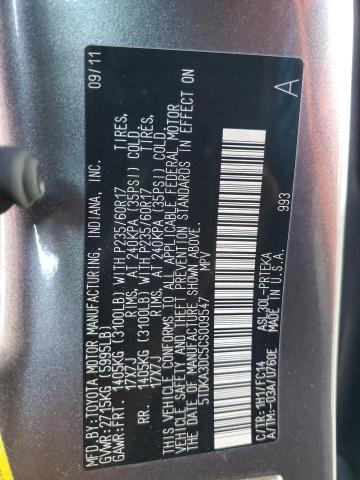 MFD. BY: TOYOTA MOTOR MANUFACTURING, INDIANA, INC. 09/11
GVWR: 2715KG (5995LB)
GAWR: FRT. 1405KG (3100LB) WITH P235/60R17 TIRES,
17X7J RIMS, AT 240KPA (35PSI) COLD.
RR. 1405KG (3100LB) WITH P235/60R17 TIRES,
17X7J RIMS, AT 240KPA (35PSI) COLD.
THIS VEHICLE CONFORMS TO ALL APPLICABLE FEDERAL MOTOR
VEHICLE SAFETY AND THEFT PREVENTION STANDARDS IN EFFECT ON
THE DATE OF MANUFACTURE SHOWN ABOVE.
5TDKA3DC5CS009547 MPV
A
993
C/TR: 1H1/FC14 ASL30L-PRTEKA
A/TM: -03A/U760E MADE IN U.S.A.